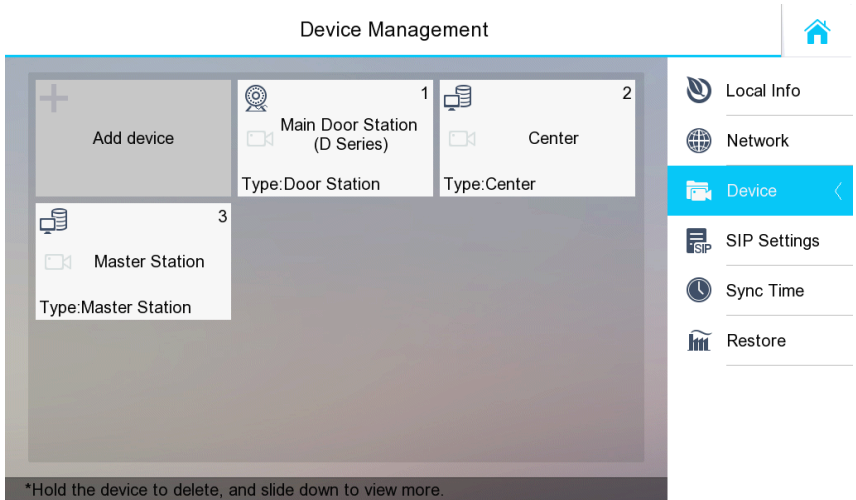 Device Management
Add device
1
Main Door Station
(D Series)
Type:Door Station
2
Center
Type:Center
3
Master Station
Type:Master Station
*Hold the device to delete, and slide down to view more.
Local Info
Network
Device
SIP
SIP Settings
Sync Time
Restore